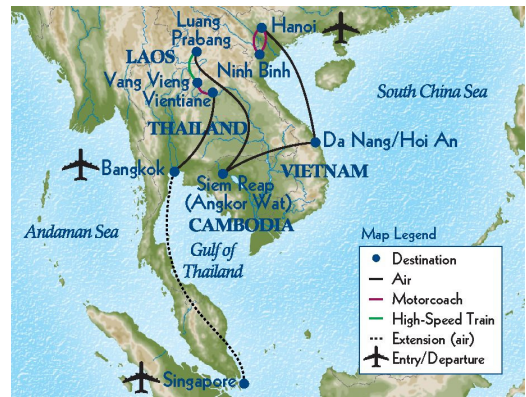 Luang
Prabang
Hanoi
LAOS
Ninh Binh
Vang Vieng
Vientiane
South China Sea
THAILAND
Da Nang/Hoi An
Bangkok
VIETNAM
Siem Reap
(Angkor Wat)
CAMBODIA
Andaman Sea
Gulf of
Thailand
Map Legend
Destination
Air
Motorcoach
High-Speed Train
Extension (air)
Entry/Departure
Singapore